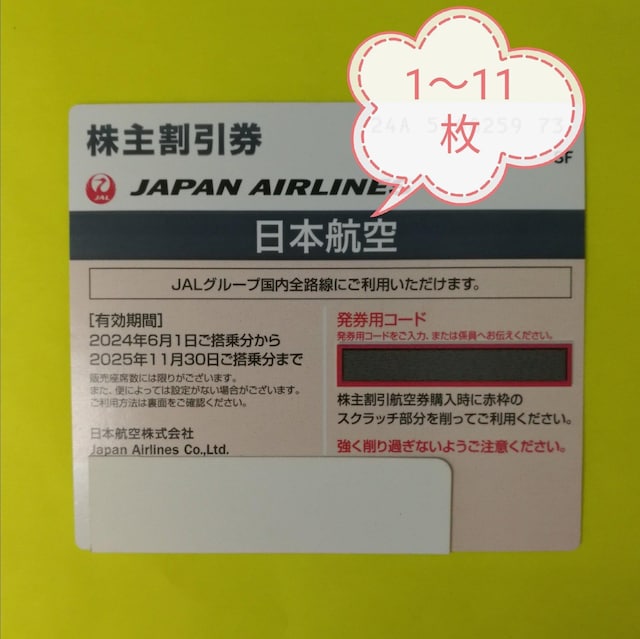 1～11
枚
株主割引券
JAL JAPAN AIRLINE
日本航空
JALグループ国内全路線にご利用いただけます。
[有効期間]
2024年6月1日ご搭乗分から
2025年11月30日ご搭乗分まで
販売座席数には限りがございます。
また、便によっては設定がない場合がございます。
ご利用方法は裏面をご確認ください。
日本航空株式会社
Japan Airlines Co.,Ltd.
発券用コード
発券用コードをご入力、または係員へお伝えください。
株主割引航空券購入時に赤枠の
スクラッチ部分を削ってご利用ください。
強く削り過ぎないようご注意ください。